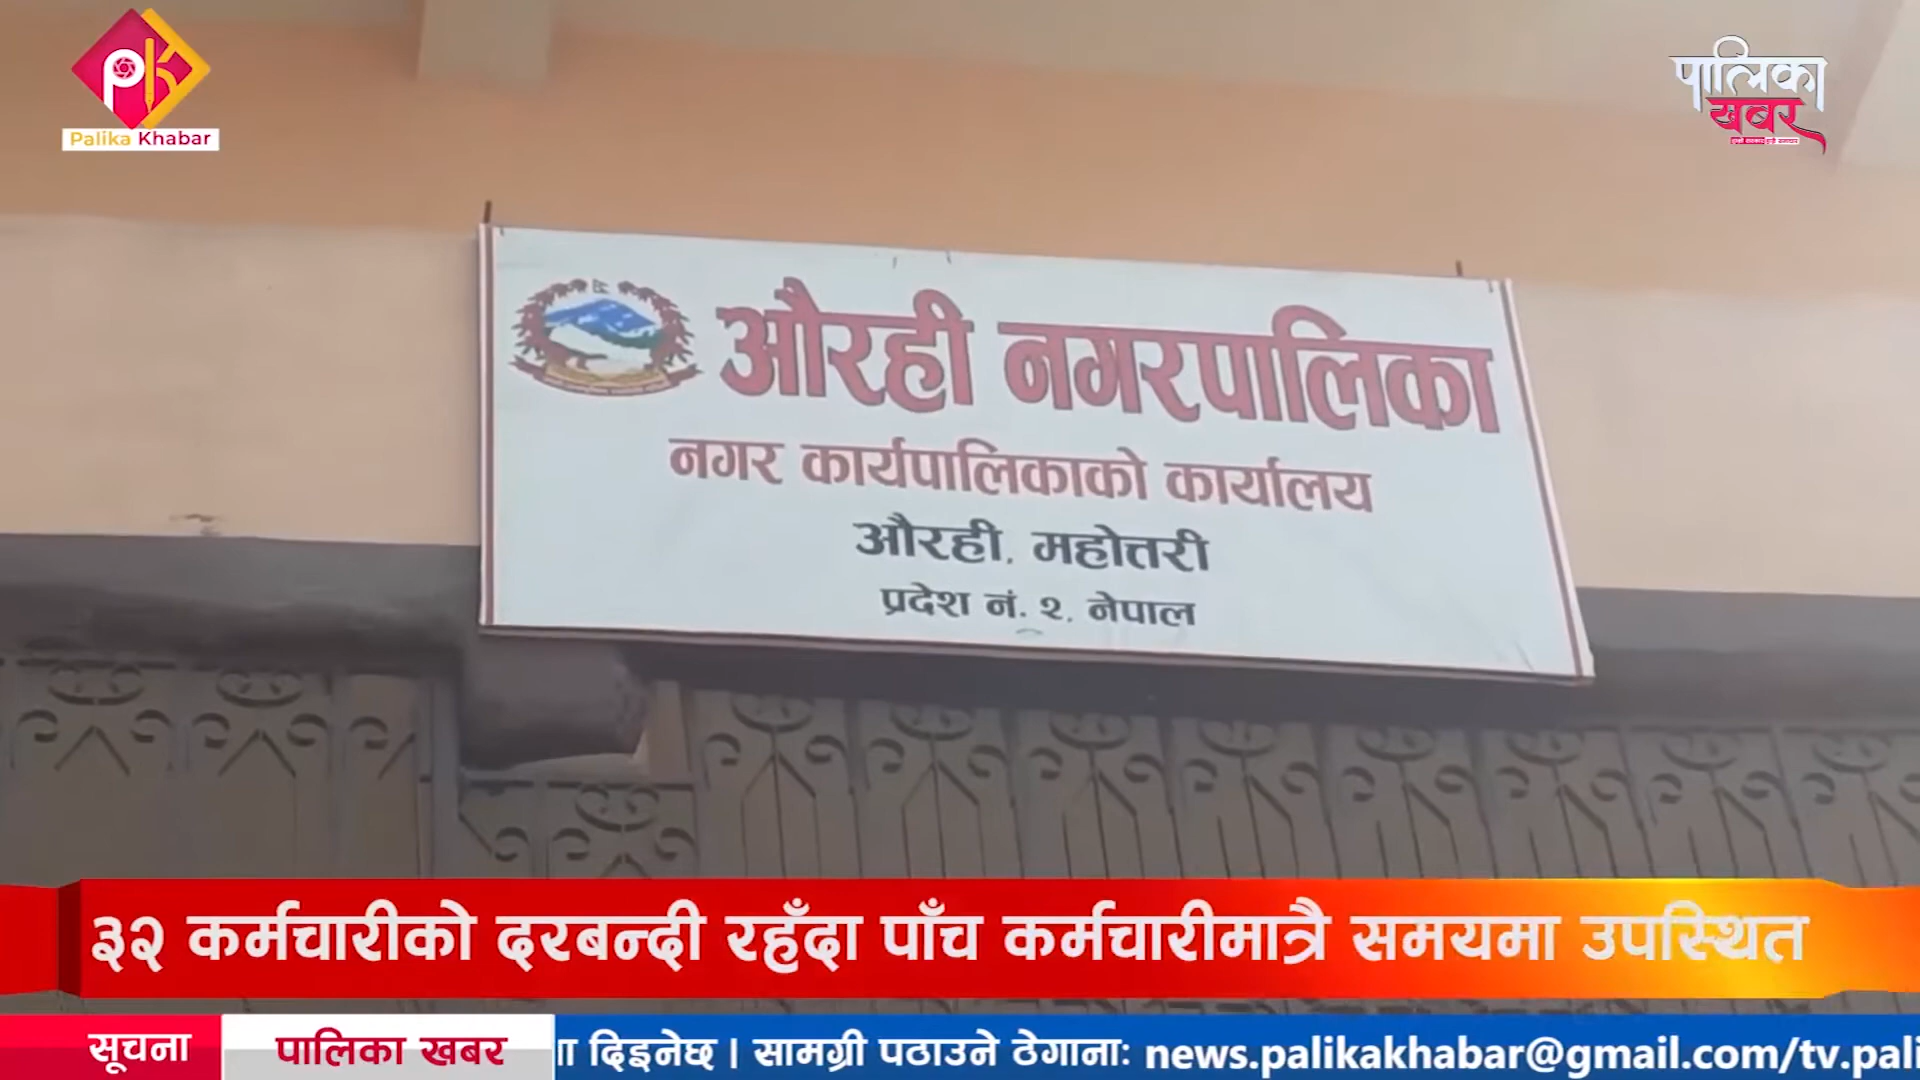 Palika Khabar
पालिका
खबर
औरही नगरपालिका
नगर कार्यपालिकाको कार्यालय
औरही, महोत्तरी
प्रदेश नं. २, नेपाल
३२ कर्मचारीको दरबन्दी रहँदा पाँच कर्मचारीमात्रै समयमा उपस्थित
सूचना पालिका खबर दिइनेछ । सामग्री पठाउने ठेगानाः news.palikakhabar@gmail.com/tv.pali